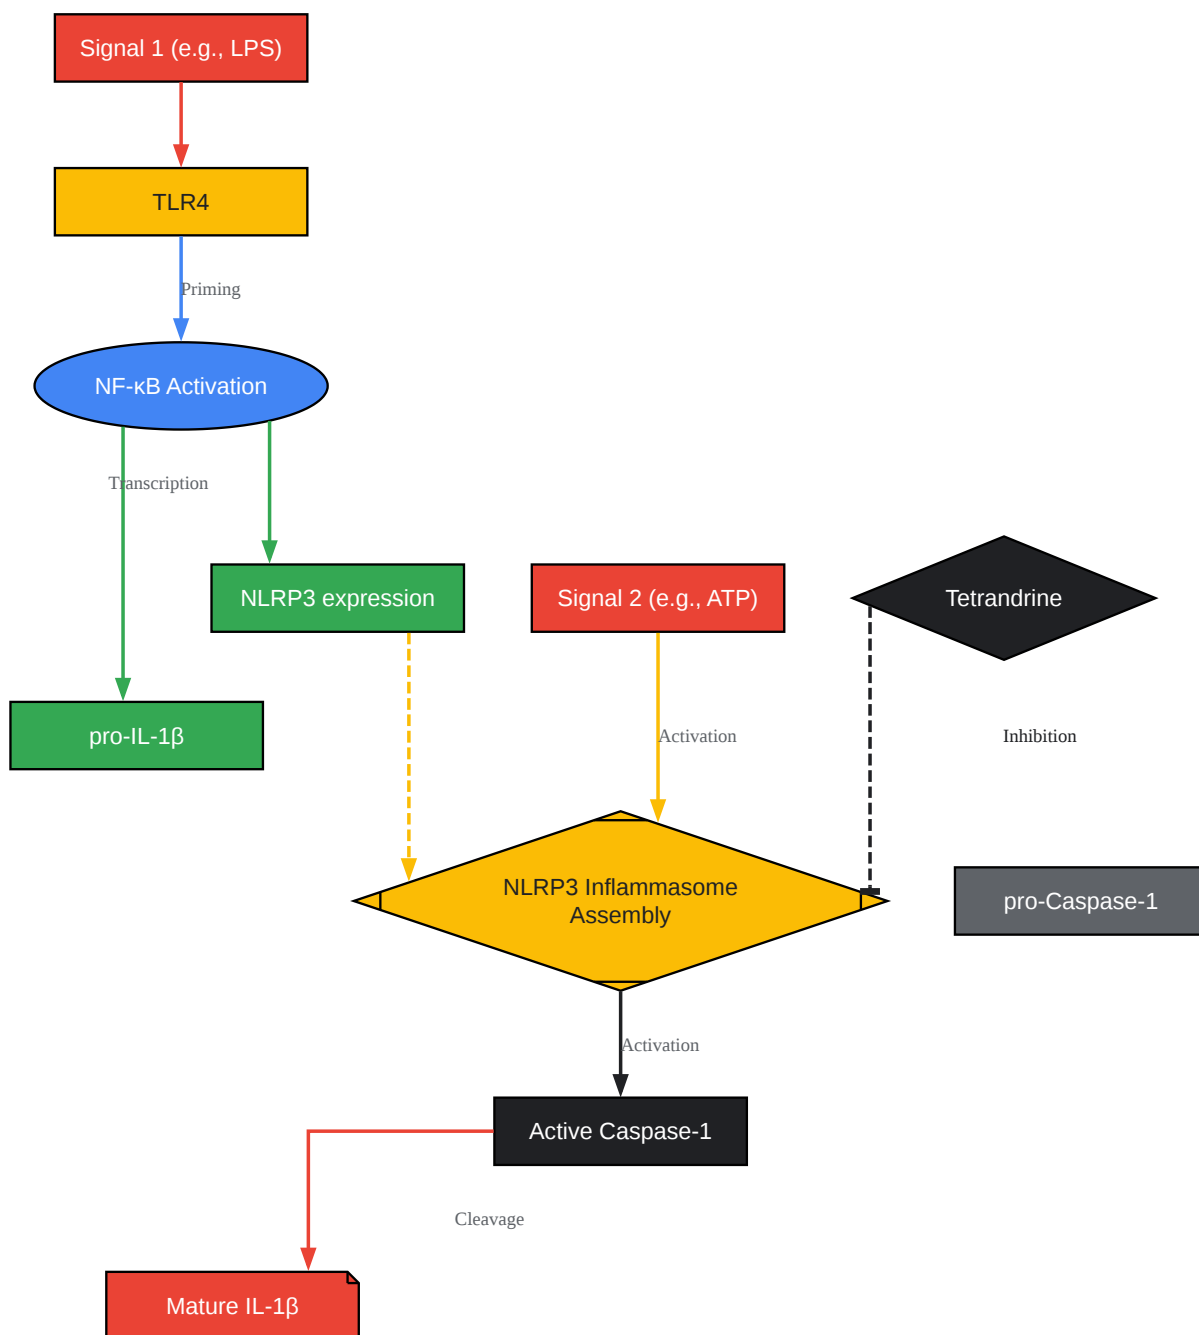 Signal 1 (e.g., LPS)
TLR4
Priming
NF-κB Activation
Transcription
NLRP3 expression
Signal 2 (e.g., ATP)
Tetrandrine
pro-IL-1β
Activation
Inhibition
NLRP3 Inflammasome
Assembly
pro-Caspase-1
Activation
Active Caspase-1
Cleavage
Mature IL-1β